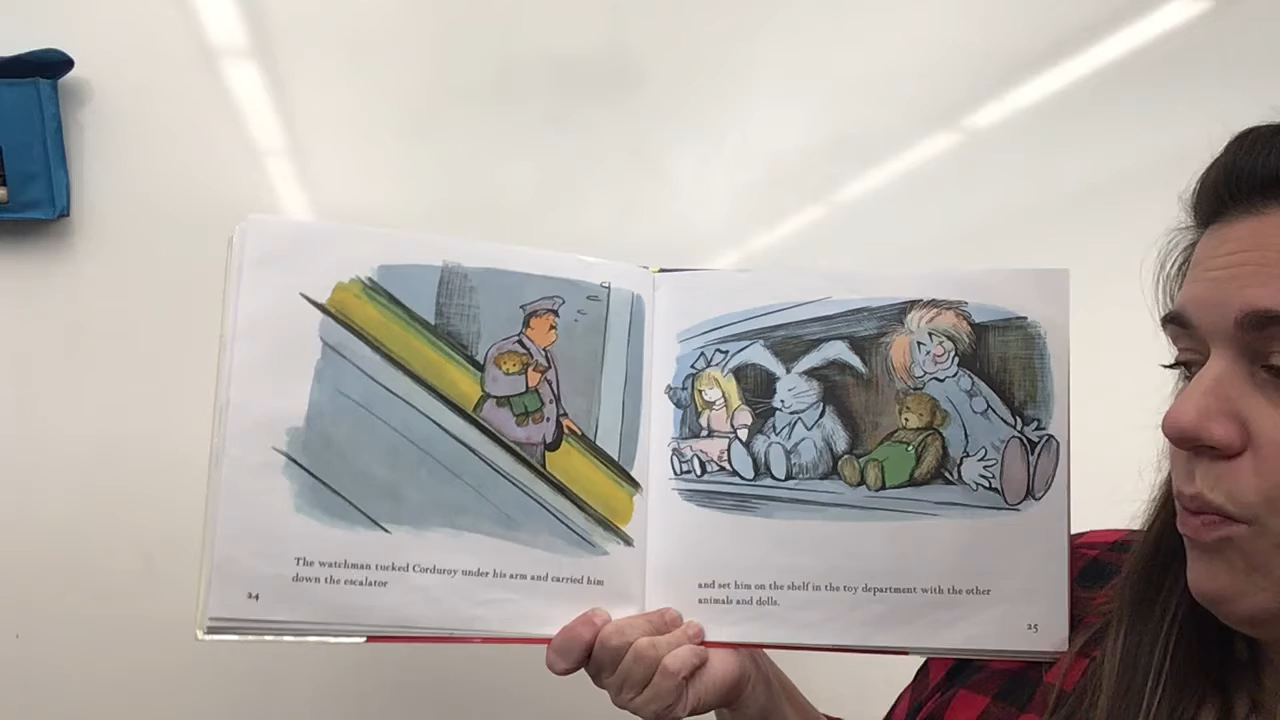 The watchman tucked Corduroy under his arm and carried him
down the escalator
24
and set him on the shelf in the toy department with the other
animals and dolls.
25